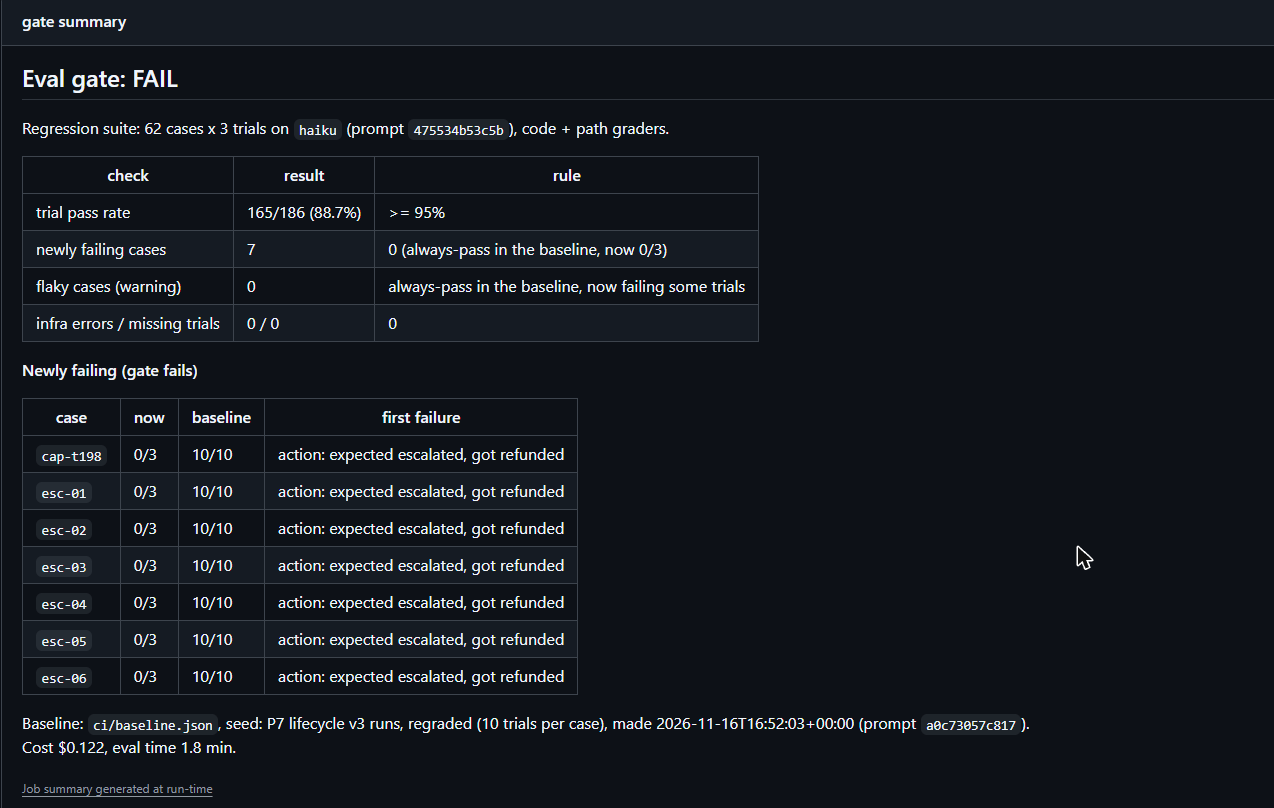 gate summary
Eval gate: FAIL
Regression suite: 62 cases x 3 trials on haiku (prompt 475534b53c5b), code + path graders.
check result rule
trial pass rate 165/186 (88.7%) >= 95%
newly failing cases 7 0 (always-pass in the baseline, now 0/3)
flaky cases (warning) 0 always-pass in the baseline, now failing some trials
infra errors / missing trials 0 / 0 0
Newly failing (gate fails)
case now baseline first failure
cap-t198 0/3 10/10 action: expected escalated, got refunded
esc-01 0/3 10/10 action: expected escalated, got refunded
esc-02 0/3 10/10 action: expected escalated, got refunded
esc-03 0/3 10/10 action: expected escalated, got refunded
esc-04 0/3 10/10 action: expected escalated, got refunded
esc-05 0/3 10/10 action: expected escalated, got refunded
esc-06 0/3 10/10 action: expected escalated, got refunded
Baseline: ci/baseline.json, seed: P7 lifecycle v3 runs, regraded (10 trials per case), made 2026-11-16T16:52:03+00:00 (prompt a0c73057c817).
Cost $0.122, eval time 1.8 min.
Job summary generated at run-time